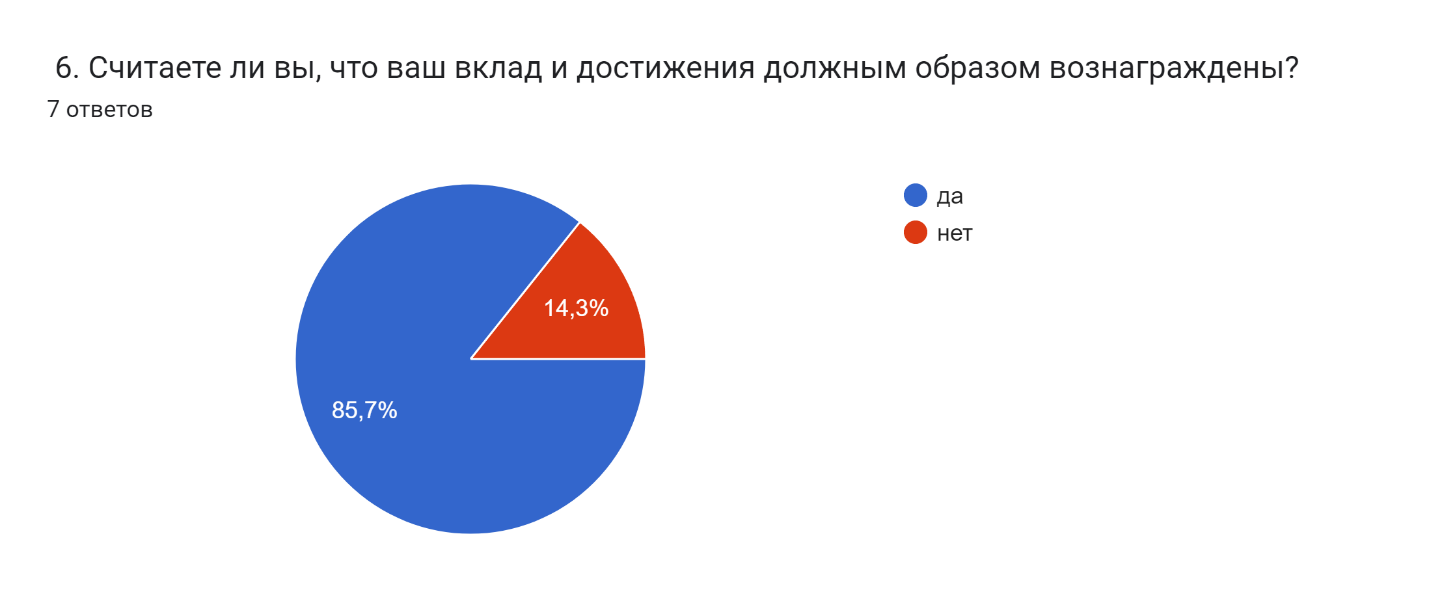 6. Считаете ли вы, что ваш вклад и достижения должным образом вознаграждены?
7 ответов
да
нет
14,3%
85,7%